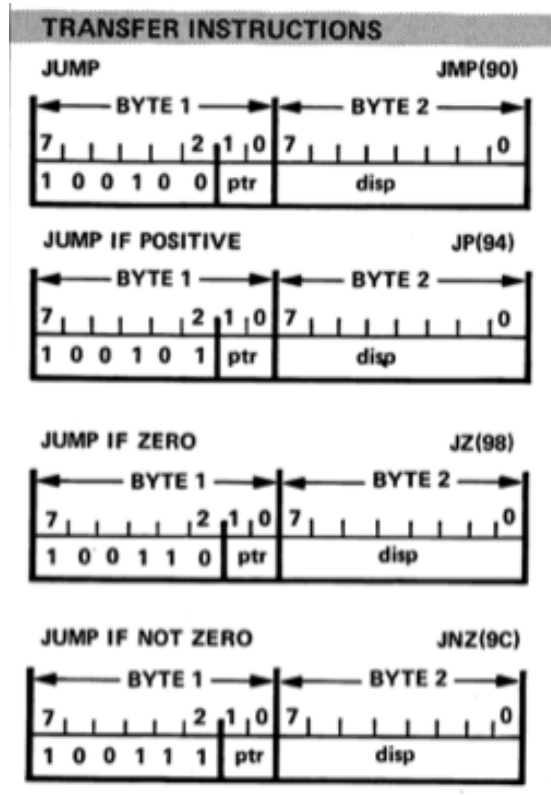 TRANSFER INSTRUCTIONS
JUMP JMP(90)
BYTE 1 BYTE 2
7 2 1 0 7 0
1 0 0 1 0 0 ptr disp
JUMP IF POSITIVE JP(94)
BYTE 1 BYTE 2
7 2 1 0 7 0
1 0 0 1 0 1 ptr disp
JUMP IF ZERO JZ(98)
BYTE 1 BYTE 2
7 2 1 0 7 0
1 0 0 1 1 0 ptr disp
JUMP IF NOT ZERO JNZ(9C)
BYTE 1 BYTE 2
7 2 1 0 7 0
1 0 0 1 1 1 ptr disp